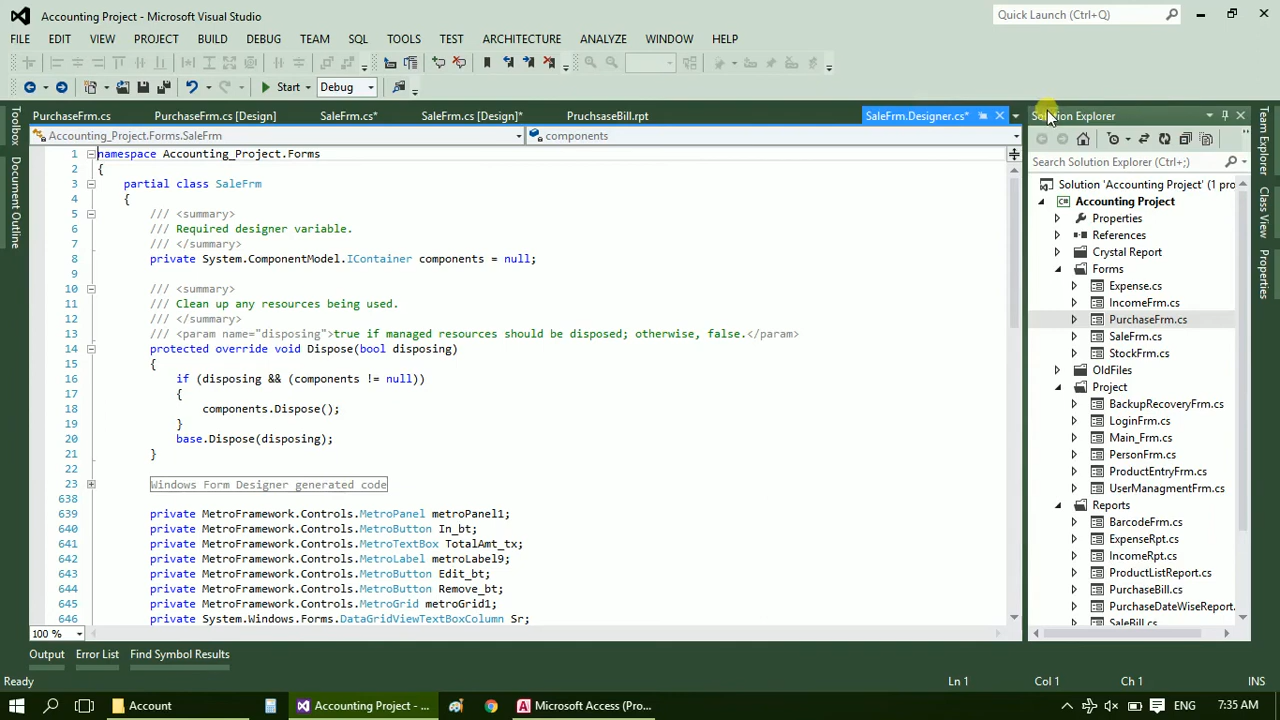 Accounting Project - Microsoft Visual Studio
Quick Launch (Ctrl+Q)
FILE EDIT VIEW PROJECT BUILD DEBUG TEAM SQL TOOLS TEST ARCHITECTURE ANALYZE WINDOW HELP
Start Debug
PurchaseFrm.cs PurchaseFrm.cs [Design] SaleFrm.cs* SaleFrm.cs [Design]* PruchseBill.rpt SaleFrm.Designer.cs*
Accounting_Project.Forms.SaleFrm components
1 namespace Accounting_Project.Forms
2 {
3 partial class SaleFrm
4 {
5 /// <summary>
6 /// Required designer variable.
7 /// </summary>
8 private System.ComponentModel.IContainer components = null;
9
10 /// <summary>
11 /// Clean up any resources being used.
12 /// </summary>
13 /// <param name="disposing">true if managed resources should be disposed; otherwise, false.</param>
14 protected override void Dispose(bool disposing)
15 {
16 if (disposing && (components != null))
17 {
18 components.Dispose();
19 }
20 base.Dispose(disposing);
21 }
22
23 Windows Form Designer generated code
638
639 private MetroFramework.Controls.MetroPanel metroPanel1;
640 private MetroFramework.Controls.MetroButton In_bt;
641 private MetroFramework.Controls.MetroTextBox TotalAmt_tx;
642 private MetroFramework.Controls.MetroLabel metroLabel9;
643 private MetroFramework.Controls.MetroButton Edit_bt;
644 private MetroFramework.Controls.MetroButton Remove_bt;
645 private MetroFramework.Controls.MetroGrid metroGrid1;
646 private System.Windows.Forms.DataGridViewTextBoxColumn Sr;
100 %
Toolbox
Document Outline
Solution Explorer
Search Solution Explorer (Ctrl+;)
Solution 'Accounting Project' (1 pro
Accounting Project
Properties
References
Crystal Report
Forms
Expense.cs
IncomeFrm.cs
PurchaseFrm.cs
SaleFrm.cs
StockFrm.cs
OldFiles
Project
BackupRecoveryFrm.cs
LoginFrm.cs
Main_Frm.cs
PersonFrm.cs
ProductEntryFrm.cs
UserManagmentFrm.cs
Reports
BarcodeFrm.cs
ExpenseRpt.cs
IncomeRpt.cs
ProductListReport.cs
PurchaseBill.cs
PurchaseDateWiseReport.
SaleBill.cs
Team Explorer
Class View
Properties
Output Error List Find Symbol Results
Ready Ln 1 Col 1 Ch 1 INS
Account Accounting Project - ... Microsoft Access (Pro... ENG 7:35 AM